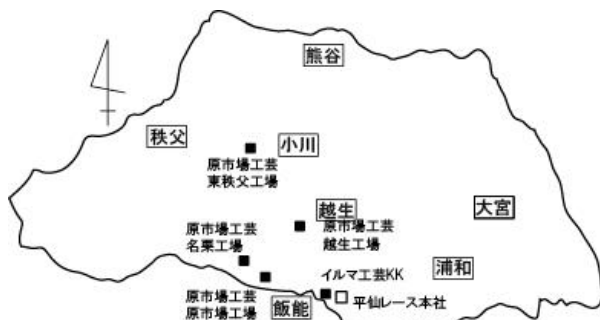 熊谷
秩父
小川
原市場工芸
東秩父工場
越生
原市場工芸
越生工場
大宮
原市場工芸
名栗工場
浦和
イルマ工芸KK
平仙レース本社
原市場工芸
原市場工場
飯能